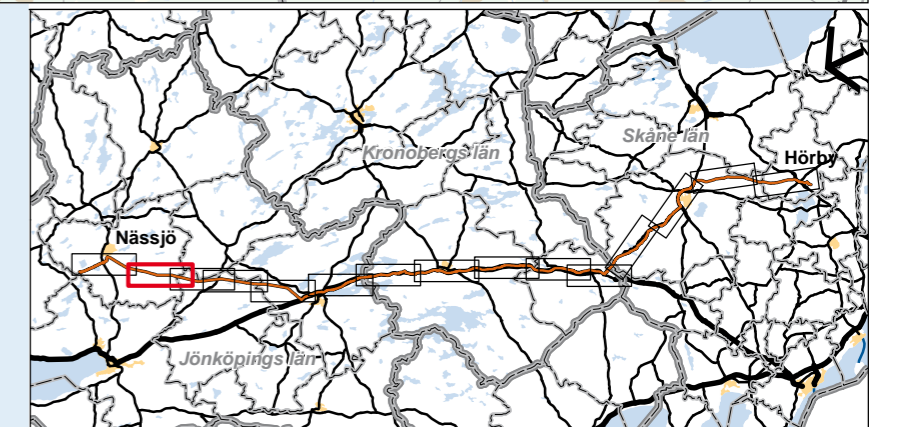 Skåne län
Kronobergs län
Hörby
Nässjö
Jönköpings län